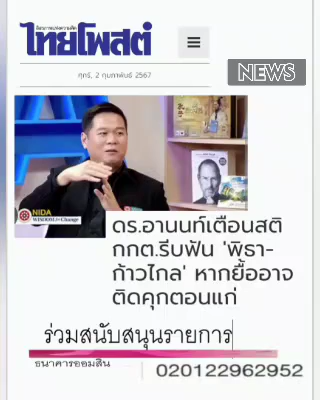 ไทยโพสต์
ศุกร์, 2 กุมภาพันธ์ 2567
NEWS
NIDA
WISDOM for Change
ดร.อานนท์เตือนสติ
กกต.รีบฟัน 'พิธา-
ก้าวไกล' หากยื้ออาจ
ติดคุกตอนแก่
ร่วมสนับสนุนรายการ
ธนาคารออมสิน 020122962952